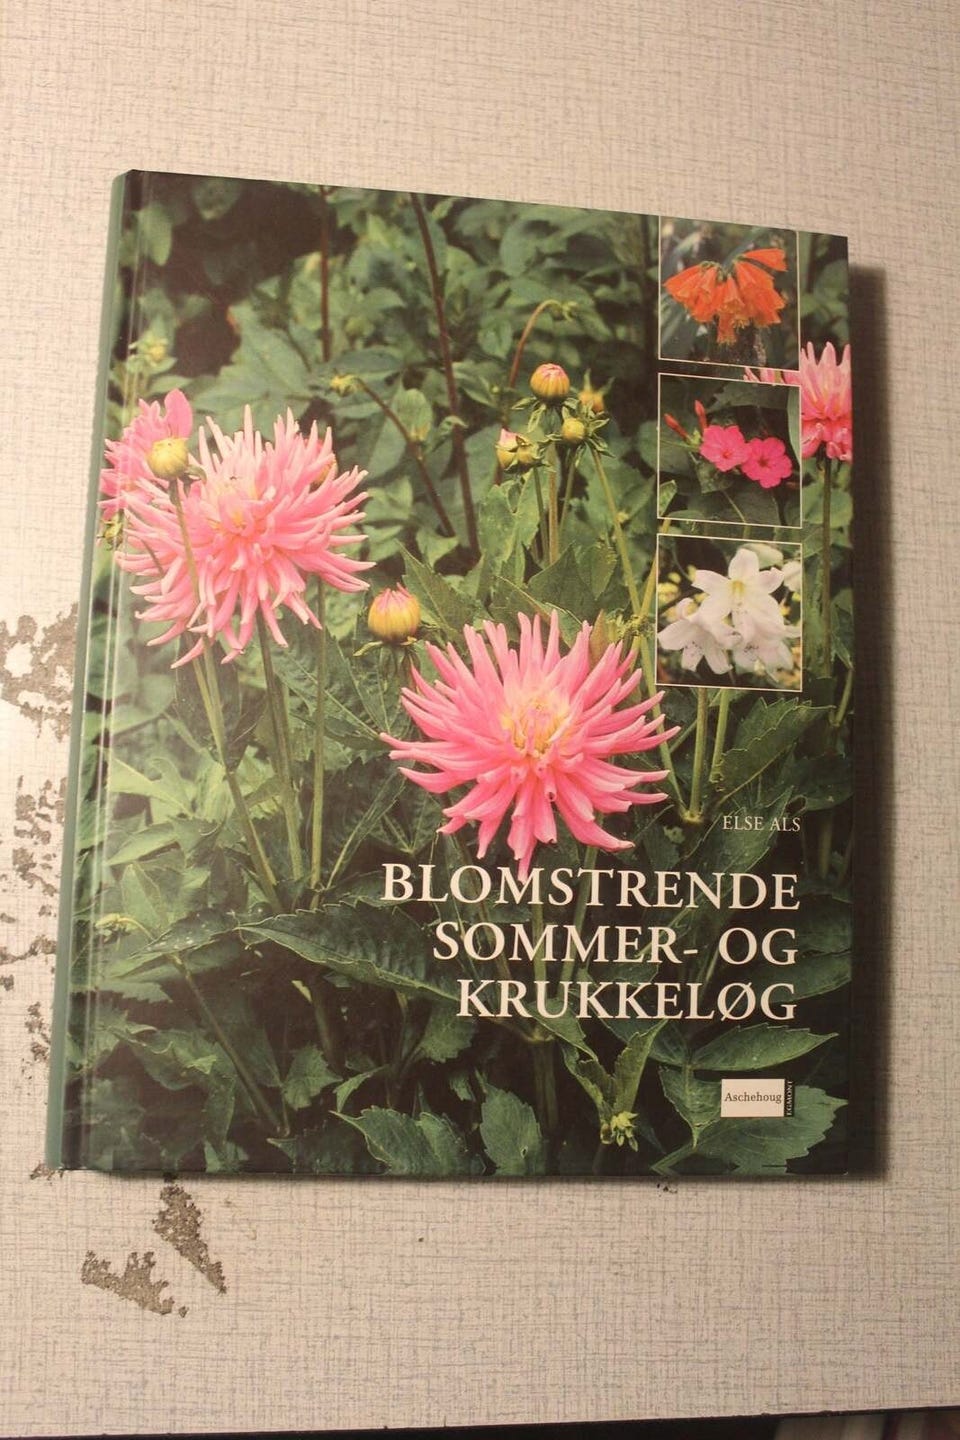 ELSE ALS
BLOMSTRENDE
SOMMER- OG
KRUKKELØG
Aschehoug
EGMONT